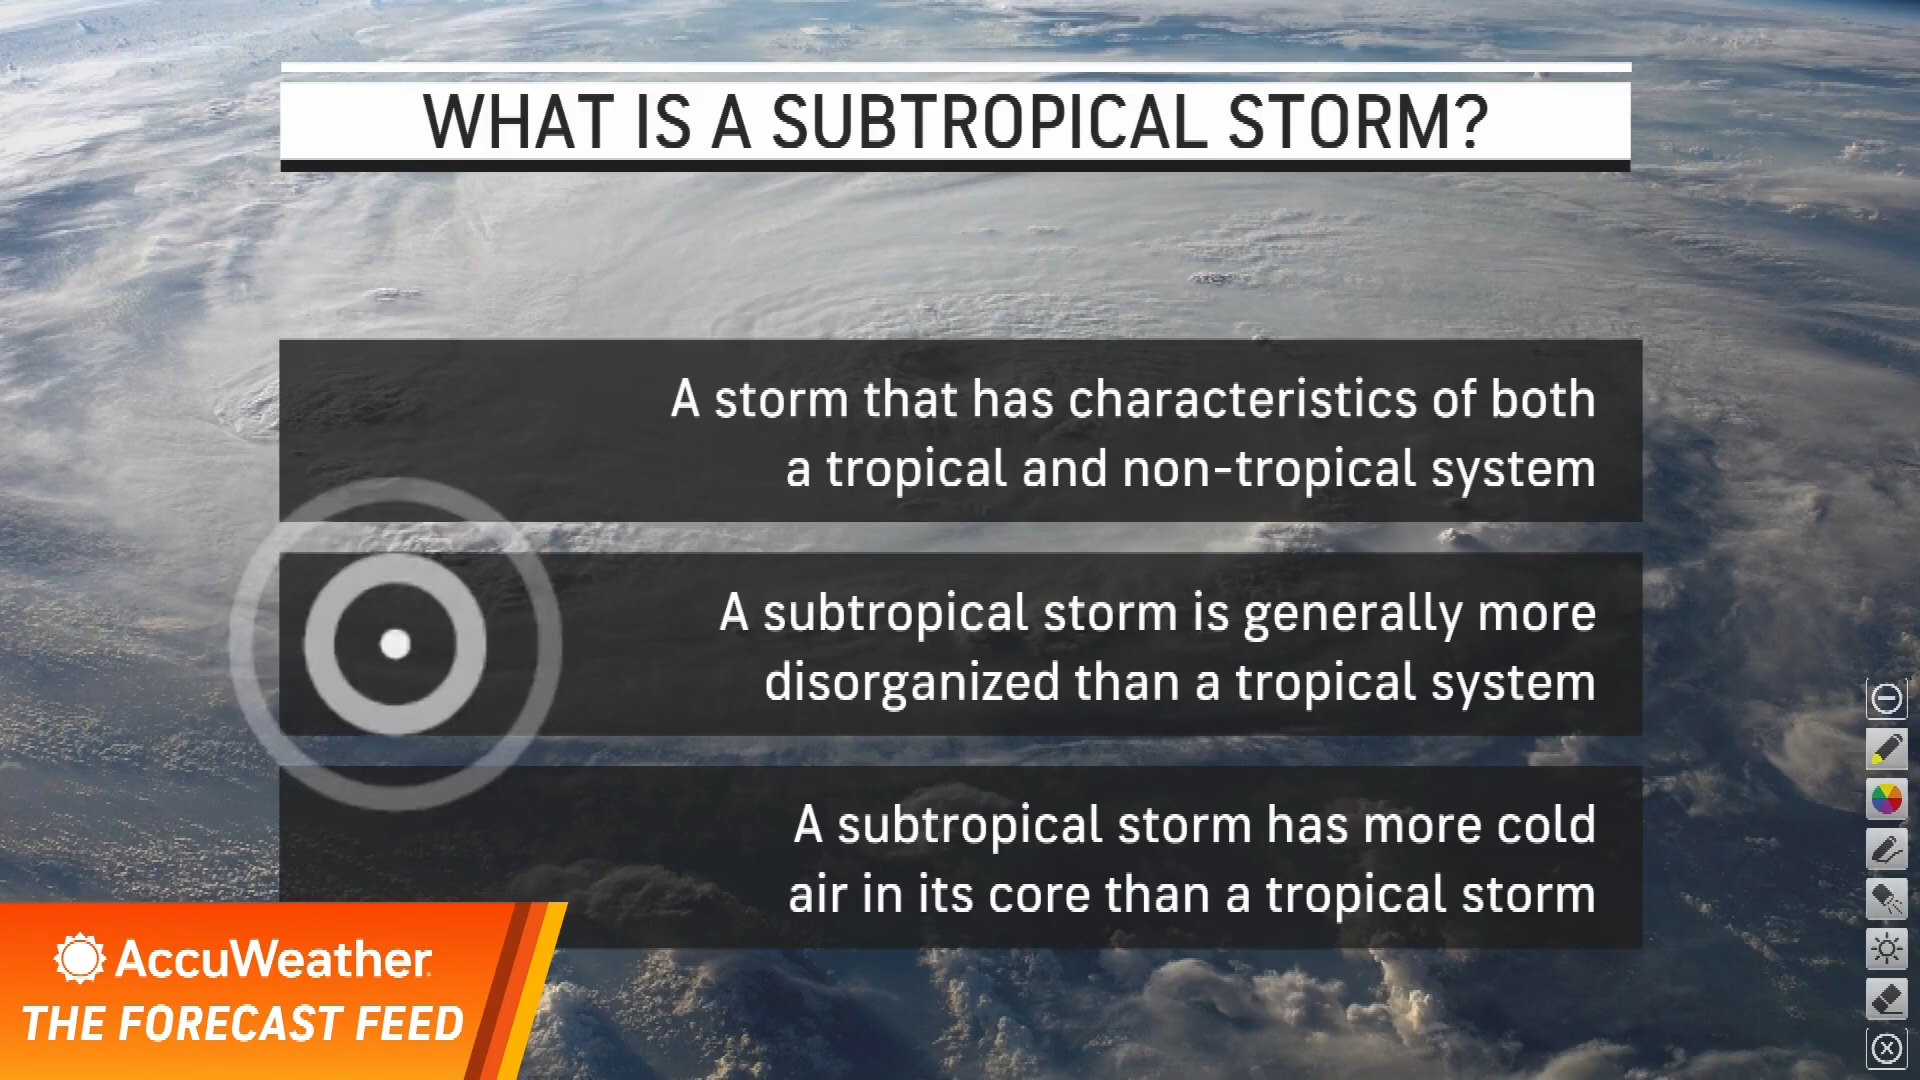 WHAT IS A SUBTROPICAL STORM?
A storm that has characteristics of both
a tropical and non-tropical system
A subtropical storm is generally more
disorganized than a tropical system
A subtropical storm has more cold
air in its core than a tropical storm
AccuWeather
THE FORECAST FEED